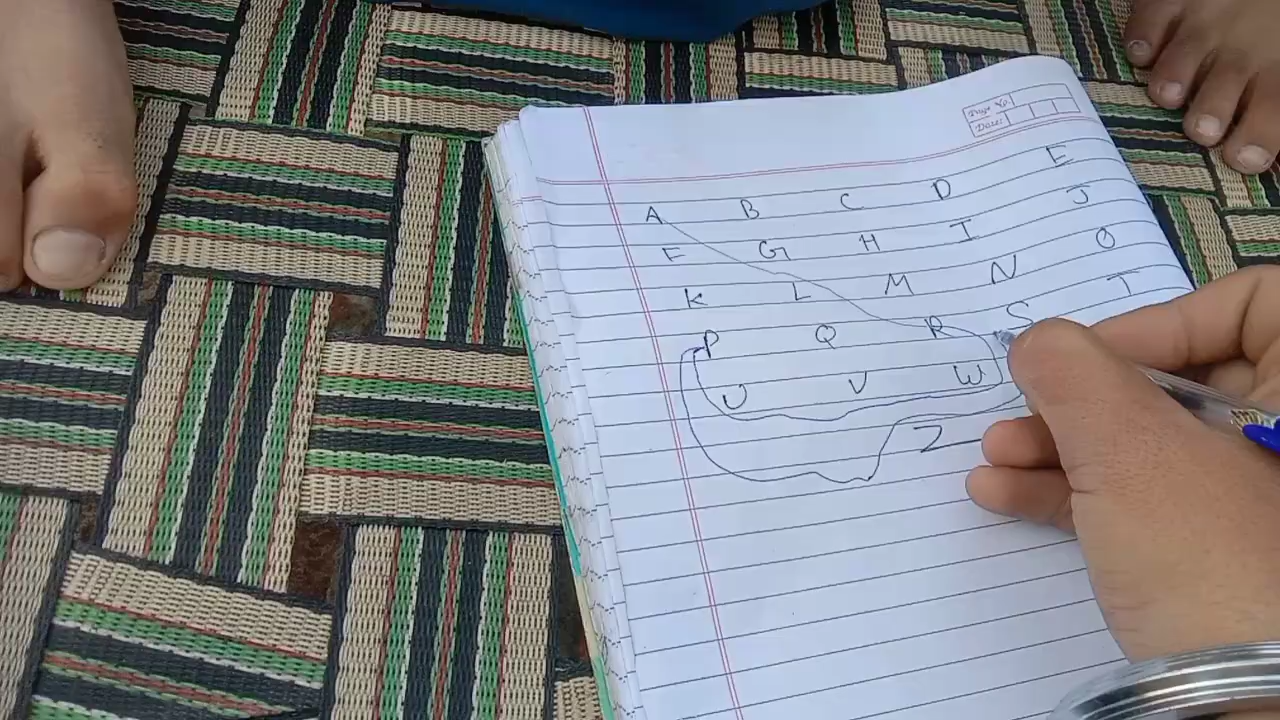 Page No.
Date:
A B C D E
F G H I J
K L M N O
P Q R S T
U V W
Z